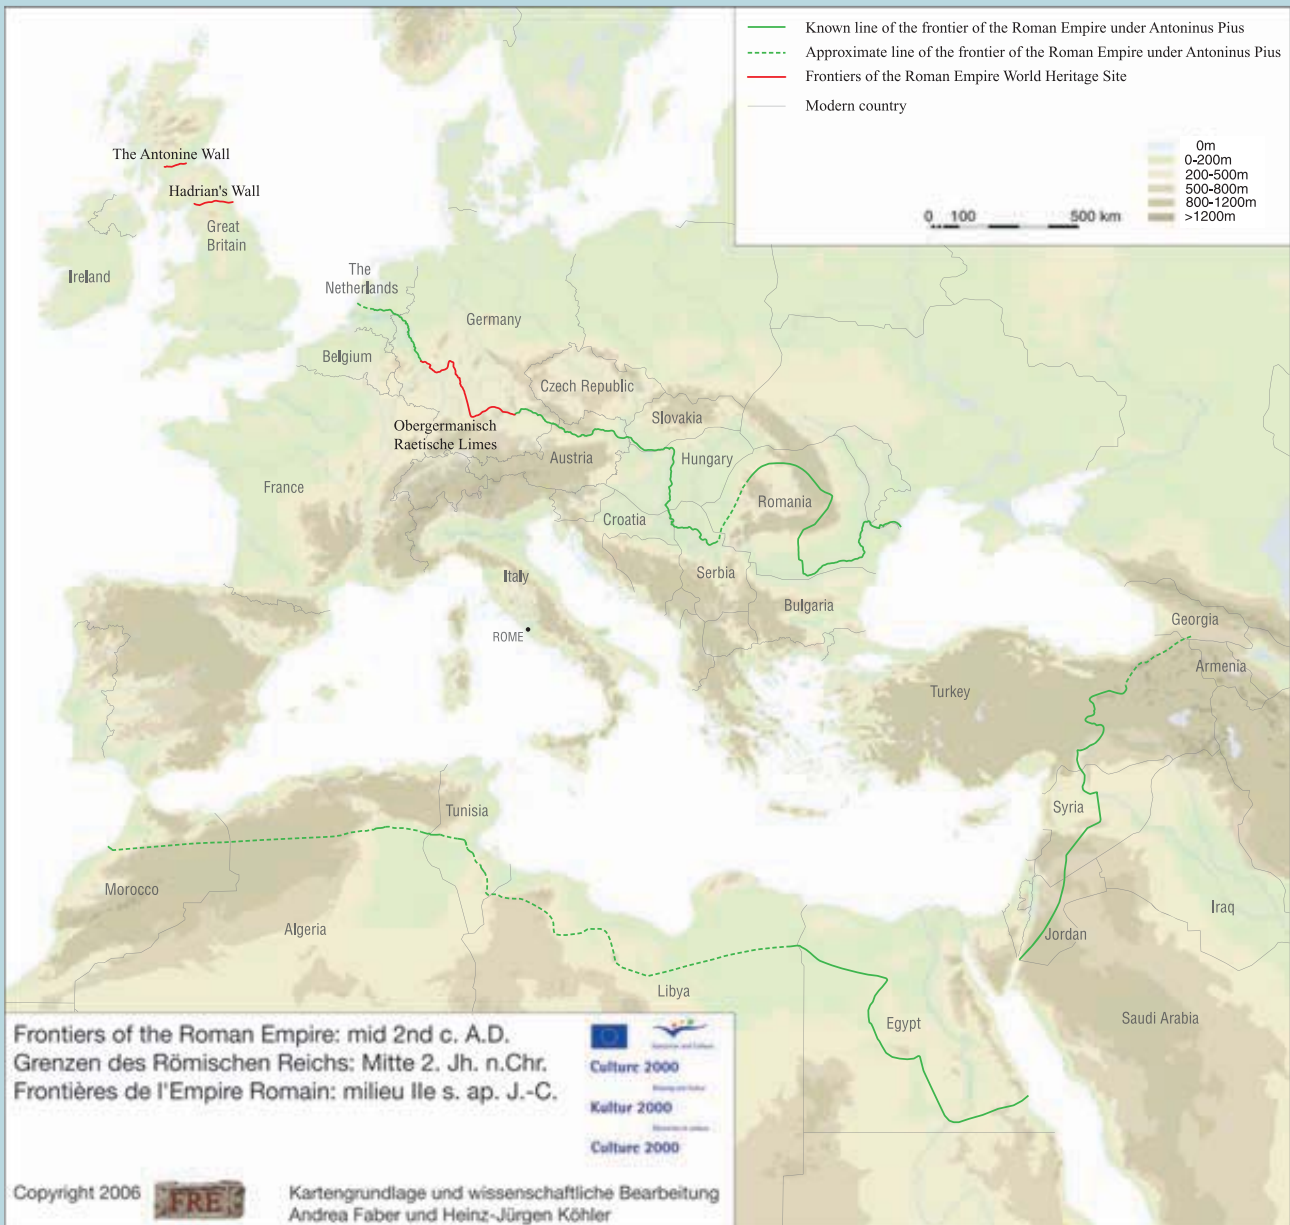 Known line of the frontier of the Roman Empire under Antoninus Pius
Approximate line of the frontier of the Roman Empire under Antoninus Pius
Frontiers of the Roman Empire World Heritage Site
Modern country
0m
0-200m
200-500m
500-800m
800-1200m
>1200m
0 100 500 km
The Antonine Wall
Hadrian's Wall
Great
Britain
Ireland
The
Netherlands
Germany
Belgium
Czech Republic
Slovakia
Obergermanisch
Raetische Limes
Austria
Hungary
France
Romania
Croatia
Serbia
Italy
Bulgaria
ROME
Georgia
Armenia
Turkey
Tunisia
Syria
Morocco
Algeria
Iraq
Jordan
Libya
Egypt
Saudi Arabia
Frontiers of the Roman Empire: mid 2nd c. A.D.
Grenzen des Römischen Reichs: Mitte 2. Jh. n.Chr.
Frontières de l'Empire Romain: milieu IIe s. ap. J.-C.
Culture 2000
Kultur 2000
Culture 2000
Copyright 2006
FRE
Kartengrundlage und wissenschaftliche Bearbeitung
Andrea Faber und Heinz-Jürgen Köhler